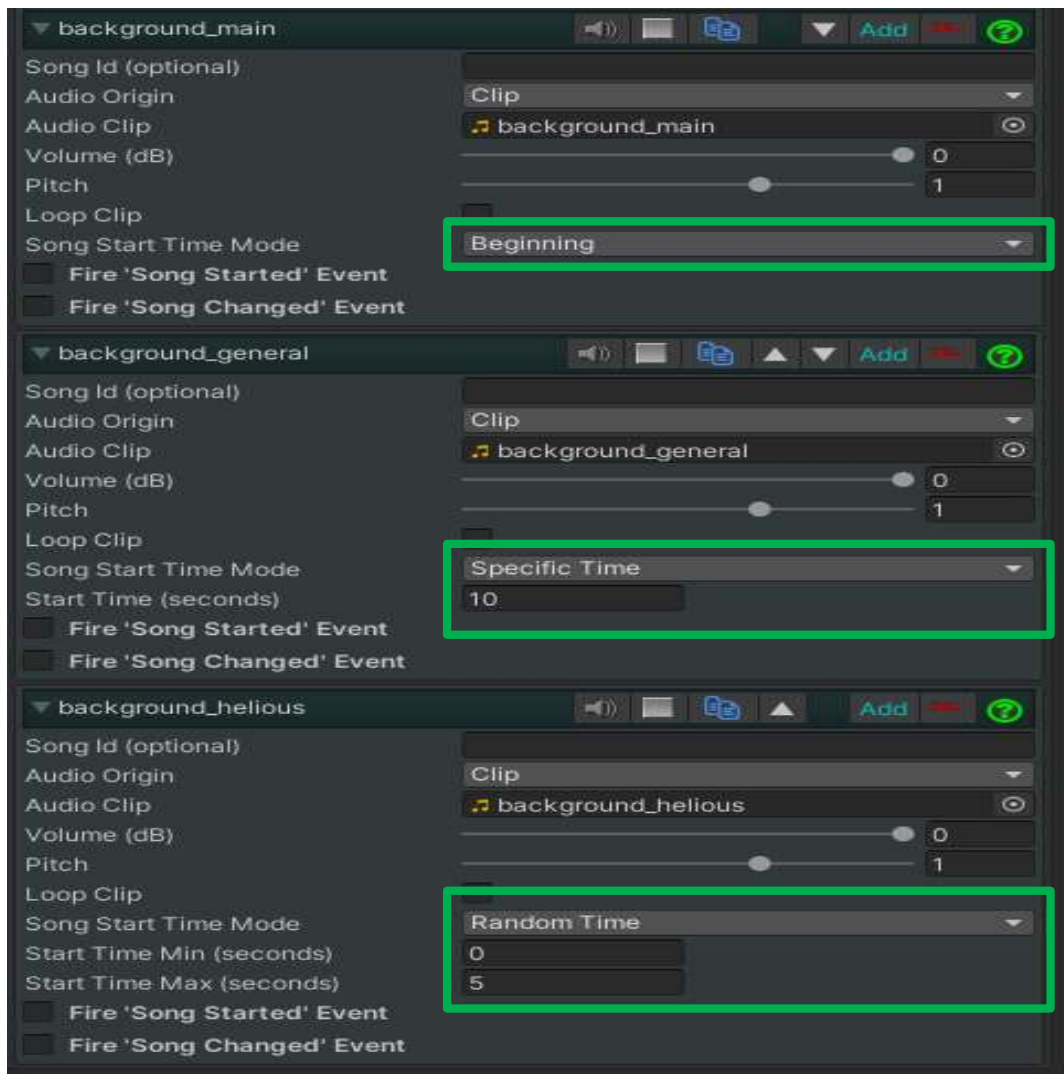 background_main Add
Song Id (optional)
Audio Origin Clip
Audio Clip background_main
Volume (dB) 0
Pitch 1
Loop Clip
Song Start Time Mode Beginning
Fire 'Song Started' Event
Fire 'Song Changed' Event
background_general Add
Song Id (optional)
Audio Origin Clip
Audio Clip background_general
Volume (dB) 0
Pitch 1
Loop Clip
Song Start Time Mode Specific Time
Start Time (seconds) 10
Fire 'Song Started' Event
Fire 'Song Changed' Event
background_helious Add
Song Id (optional)
Audio Origin Clip
Audio Clip background_helious
Volume (dB) 0
Pitch 1
Loop Clip
Song Start Time Mode Random Time
Start Time Min (seconds) 0
Start Time Max (seconds) 5
Fire 'Song Started' Event
Fire 'Song Changed' Event